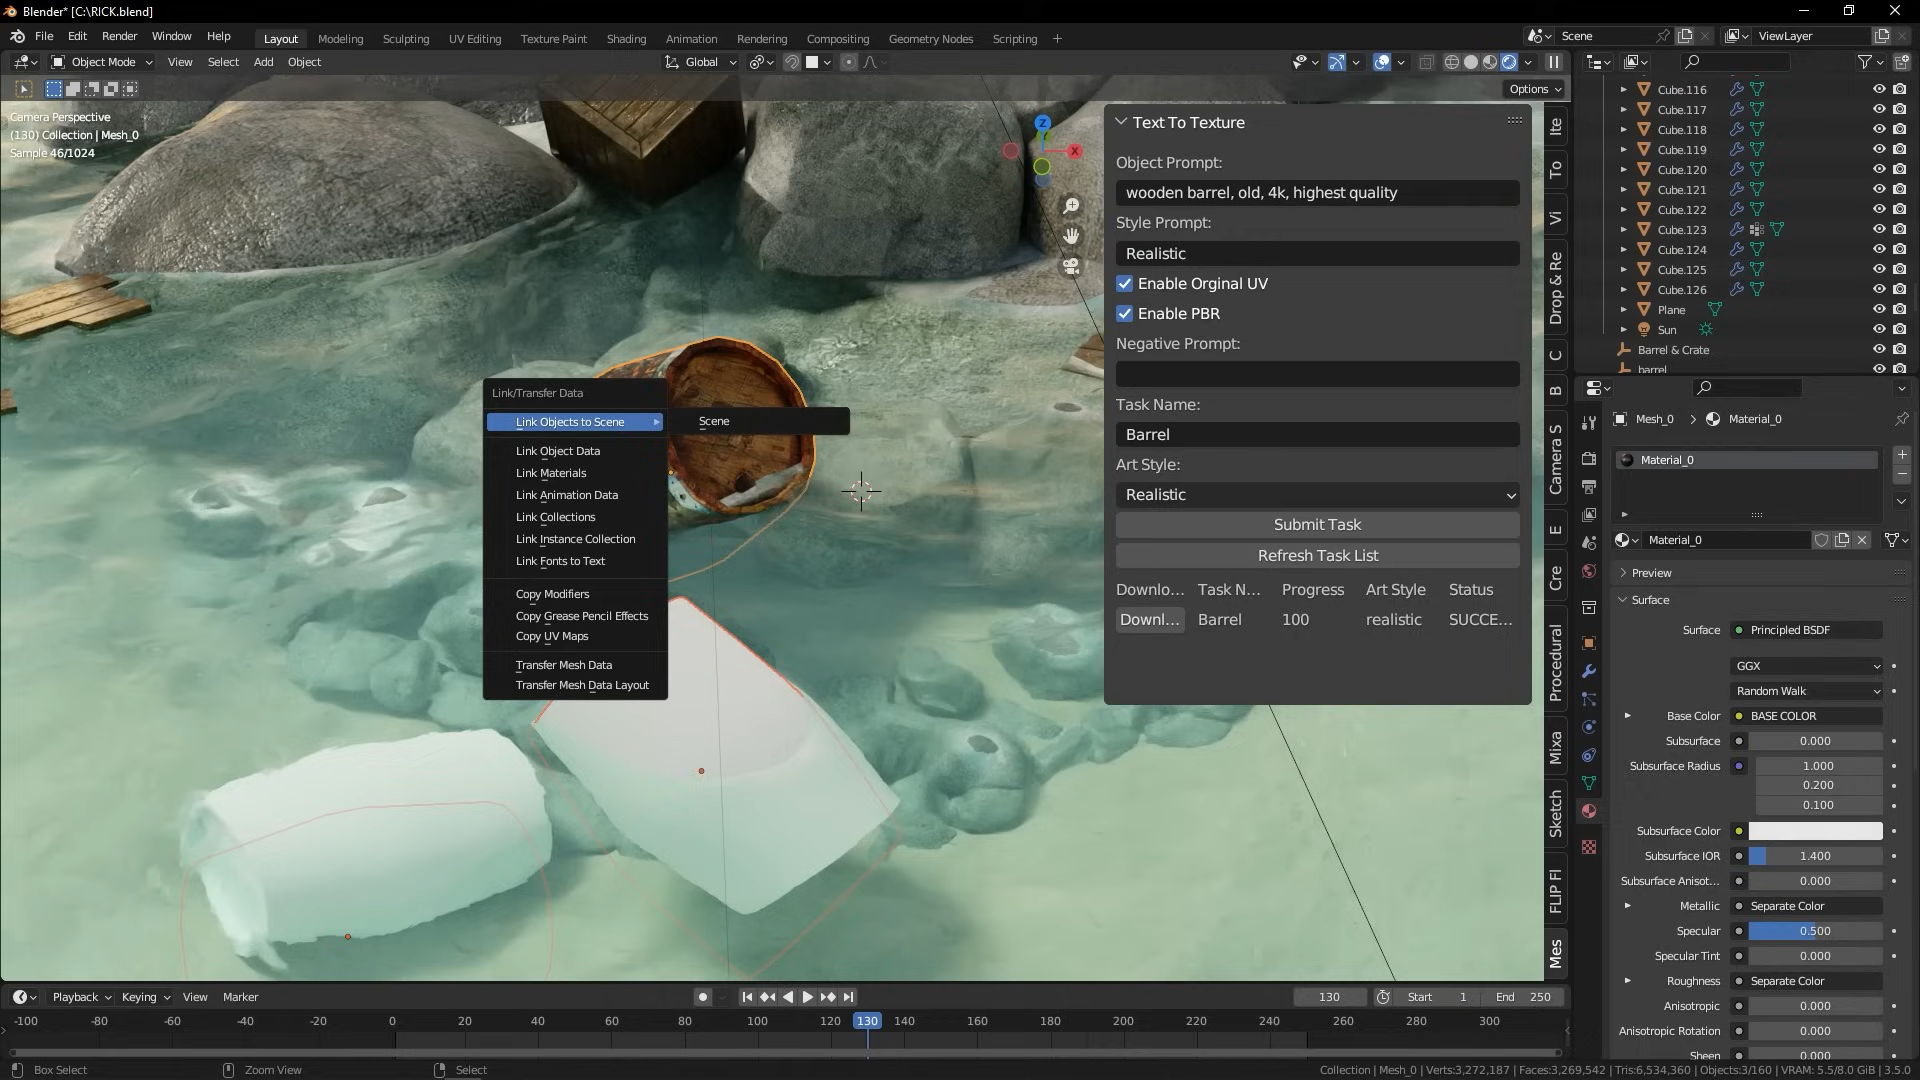 Blender* [C:\RICK.blend]
File Edit Render Window Help
Layout Modeling Sculpting UV Editing Texture Paint Shading Animation Rendering Compositing Geometry Nodes Scripting +
Scene
ViewLayer
Object Mode View Select Add Object
Global
Options
Camera Perspective
(130) Collection | Mesh_0
Sample 46/1024
Z
X
Link/Transfer Data
Link Objects to Scene
Scene
Link Object Data
Link Materials
Link Animation Data
Link Collections
Link Instance Collection
Link Fonts to Text
Copy Modifiers
Copy Grease Pencil Effects
Copy UV Maps
Transfer Mesh Data
Transfer Mesh Data Layout
Text To Texture
Object Prompt:
wooden barrel, old, 4k, highest quality
Style Prompt:
Realistic
Enable Orginal UV
Enable PBR
Negative Prompt:
Task Name:
Barrel
Art Style:
Realistic
Submit Task
Refresh Task List
Downlo... Task N... Progress Art Style Status
Downl... Barrel 100 realistic SUCCE...
Ite
To
Vi
Drop & Re
C
B
Camera S
E
Cre
Procedural
Mixa
Sketch
FLIP Fl
Mes
Cube.116
Cube.117
Cube.118
Cube.119
Cube.120
Cube.121
Cube.122
Cube.123
Cube.124
Cube.125
Cube.126
Plane
Sun
Barrel & Crate
barrel
Mesh_0 > Material_0
Material_0
Material_0
Preview
Surface
Surface Principled BSDF
GGX
Random Walk
Base Color BASE COLOR
Subsurface 0.000
Subsurface Radius 1.000
0.200
0.100
Subsurface Color
Subsurface IOR 1.400
Subsurface Anisot... 0.000
Metallic Separate Color
Specular 0.500
Specular Tint 0.000
Roughness Separate Color
Anisotropic 0.000
Anisotropic Rotation 0.000
Sheen 0.000
Playback Keying View Marker
130 Start 1 End 250
-100 -80 -60 -40 -20 0 20 40 60 80 100 120 130 140 160 180 200 220 240 260 280 300
Box Select Zoom View Select
Collection | Mesh_0 | Verts:3,272,187 | Faces:3,269,542 | Tris:6,534,360 | Objects:3/160 | VRAM: 5.5/8.0 GiB | 3.5.0